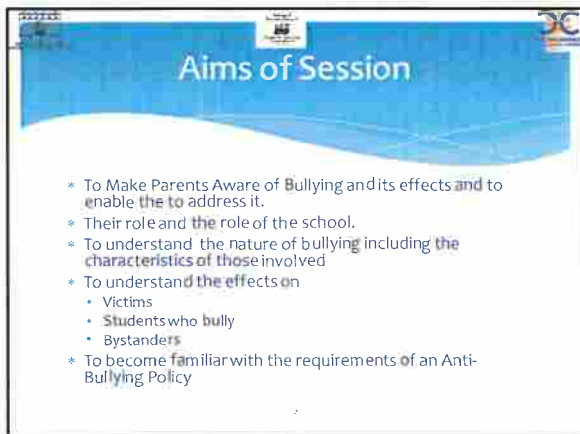 Aims of Session
* To Make Parents Aware of Bullying and its effects and to
enable the to address it.
* Their role and the role of the school.
* To understand the nature of bullying including the
characteristics of those involved
* To understand the effects on
• Victims
• Students who bully
• Bystanders
* To become familiar with the requirements of an Anti-
Bullying Policy